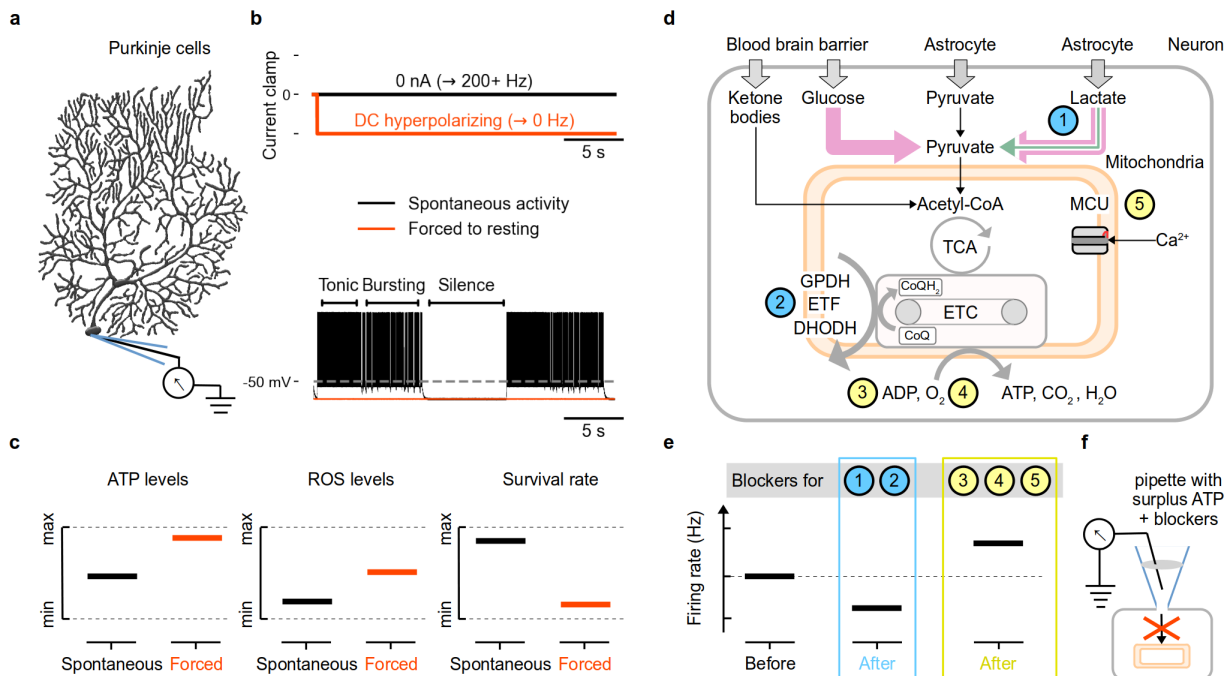 a
Purkinje cells
b
Current clamp
0
0 nA (→ 200+ Hz)
DC hyperpolarizing (→ 0 Hz)
5 s
Spontaneous activity
Forced to resting
Tonic Bursting Silence
-50 mV
5 s
c
ATP levels
max
min
Spontaneous Forced
ROS levels
max
min
Spontaneous Forced
Survival rate
max
min
Spontaneous Forced
d
Blood brain barrier Astrocyte Astrocyte Neuron
Ketone bodies
Glucose Pyruvate Lactate
1
Pyruvate
Mitochondria
Acetyl-CoA MCU 5
TCA
Ca²⁺
GPDH
2 ETF
DHODH
CoQH₂
ETC
CoQ
3 ADP, O₂ 4 ATP, CO₂ , H₂O
e
Blockers for 1 2 3 4 5
Firing rate (Hz)
Before After After
f
pipette with
surplus ATP
+ blockers